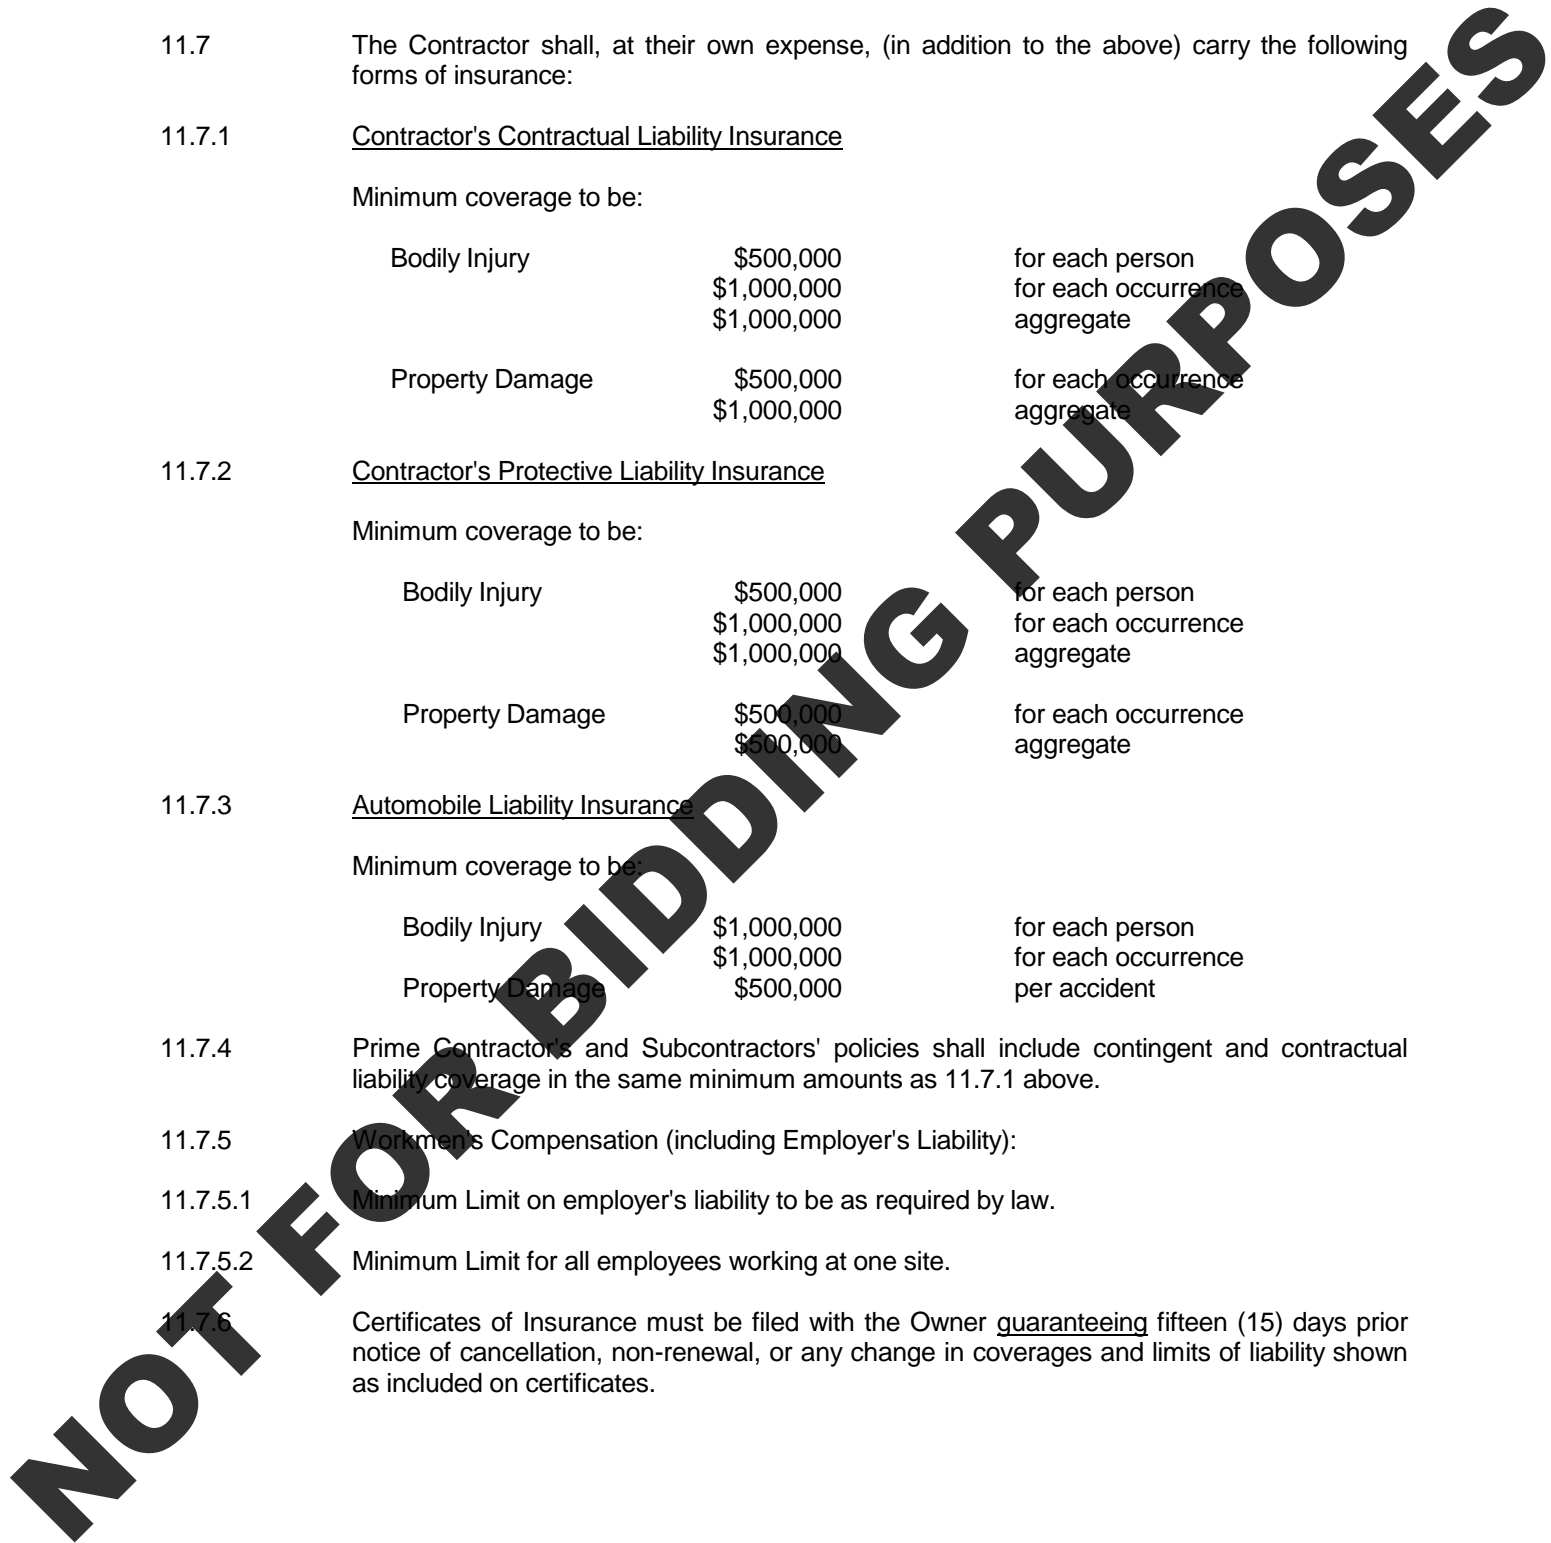 11.7 The Contractor shall, at their own expense, (in addition to the above) carry the following
forms of insurance:
11.7.1 Contractor's Contractual Liability Insurance
Minimum coverage to be:
Bodily Injury $500,000 for each person
$1,000,000 for each occurrence
$1,000,000 aggregate
Property Damage $500,000 for each occurrence
$1,000,000 aggregate
11.7.2 Contractor's Protective Liability Insurance
Minimum coverage to be:
Bodily Injury $500,000 for each person
$1,000,000 for each occurrence
$1,000,000 aggregate
Property Damage $500,000 for each occurrence
$500,000 aggregate
11.7.3 Automobile Liability Insurance
Minimum coverage to be:
Bodily Injury $1,000,000 for each person
$1,000,000 for each occurrence
Property Damage $500,000 per accident
11.7.4 Prime Contractor's and Subcontractors' policies shall include contingent and contractual
liability coverage in the same minimum amounts as 11.7.1 above.
11.7.5 Workmen's Compensation (including Employer's Liability):
11.7.5.1 Minimum Limit on employer's liability to be as required by law.
11.7.5.2 Minimum Limit for all employees working at one site.
11.7.6 Certificates of Insurance must be filed with the Owner guaranteeing fifteen (15) days prior
notice of cancellation, non-renewal, or any change in coverages and limits of liability shown
as included on certificates.
NOT FOR BIDDING PURPOSES